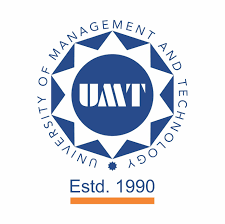 UNIVERSITY OF MANAGEMENT AND TECHNOLOGY
UMT
Estd. 1990